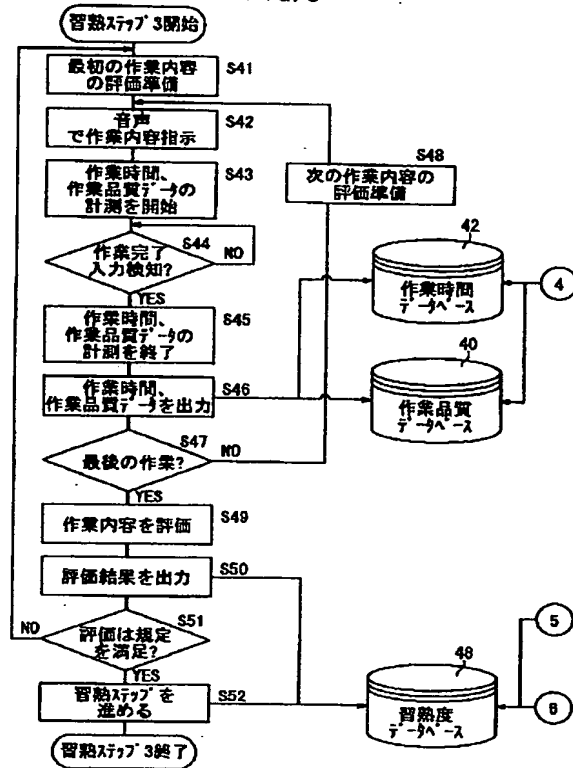 習熟ステップ3開始
最初の作業内容
の評価準備
S41
音声
で作業内容指示
S42
作業時間、
作業品質データの
計測を開始
S43
S48
次の作業内容の
評価準備
作業完了
入力検知?
S44
NO
YES
作業時間、
作業品質データの
計測を終了
S45
42
作業時間
データベース
4
作業時間、
作業品質データを出力
S46
40
作業品質
データベース
最後の作業?
S47
NO
YES
作業内容を評価
S49
評価結果を出力
S50
評価は規定
を満足?
S51
NO
YES
5
習熟ステップを
進める
S52
48
習熟度
データベース
6
習熟ステップ3終了